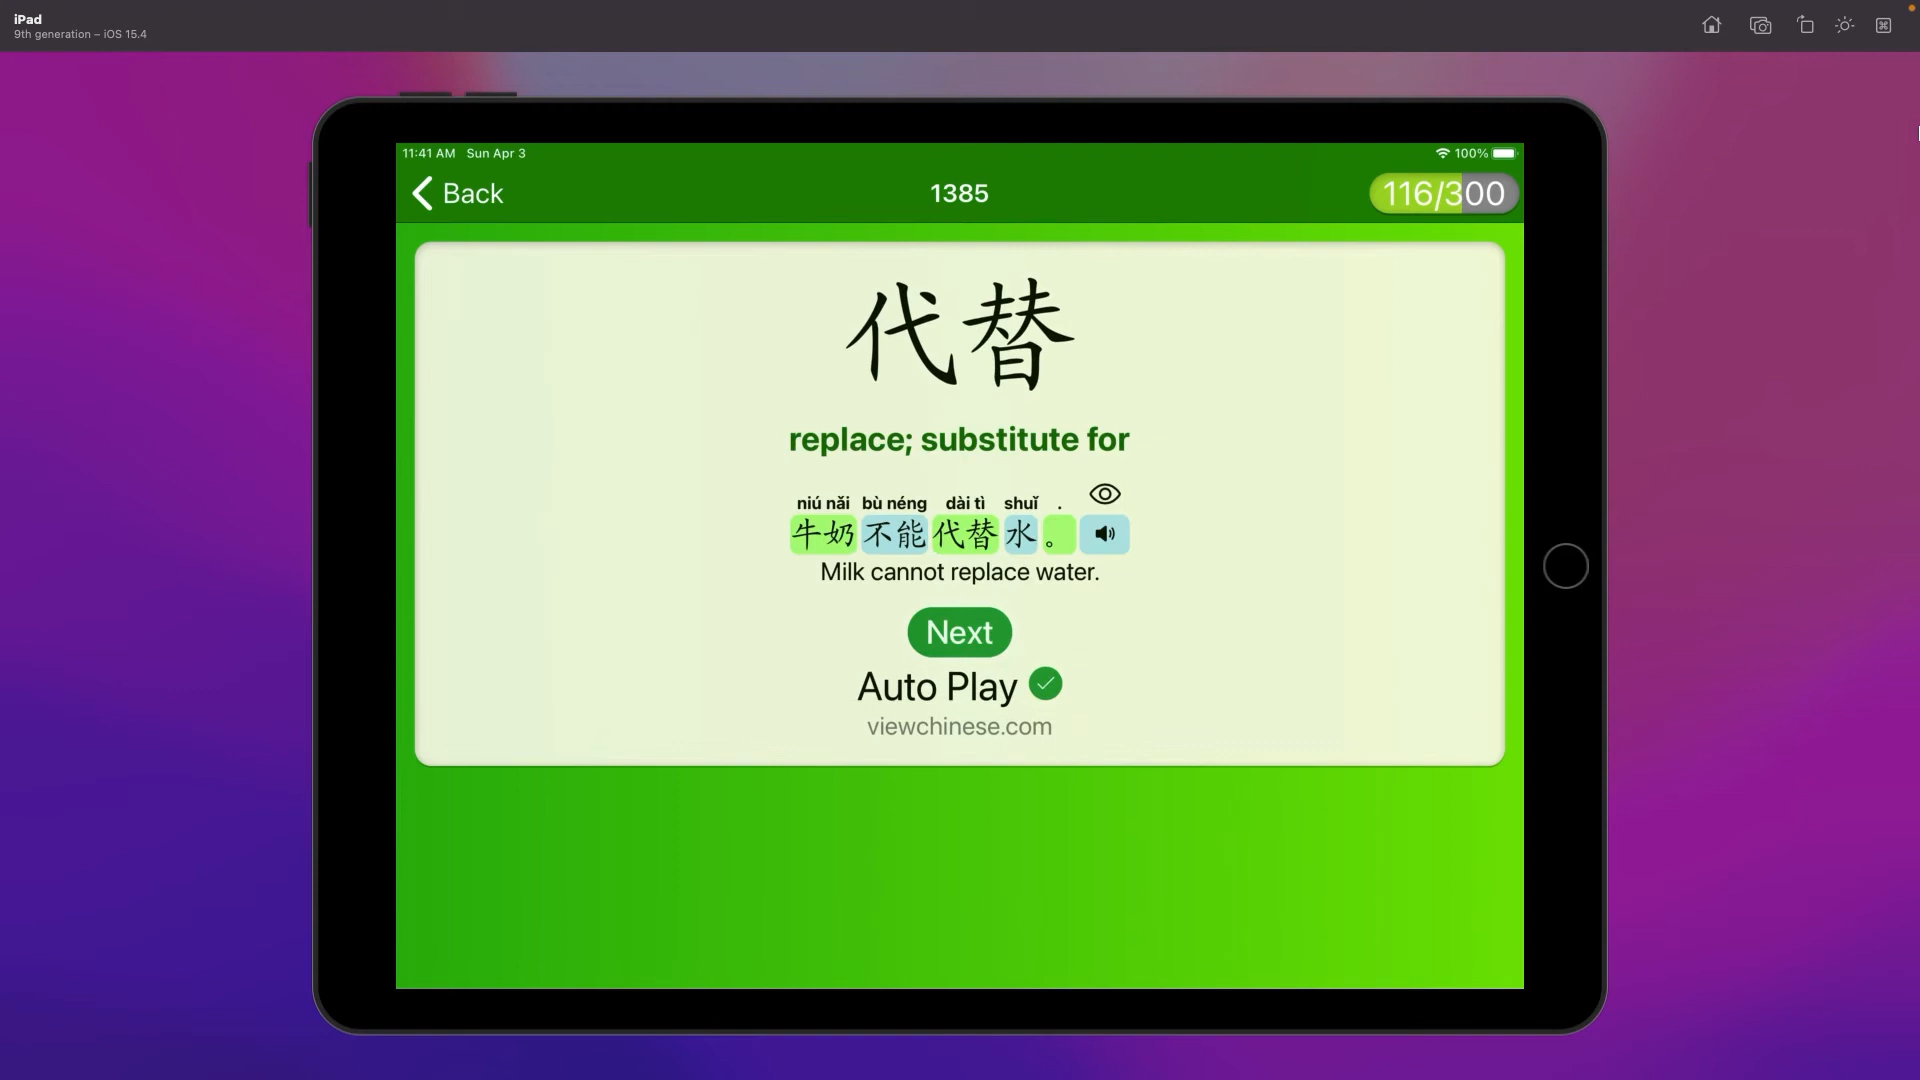 iPad
9th generation – iOS 15.4
11:41 AM Sun Apr 3
100%
Back
1385
116/300
代替
replace; substitute for
niú nǎi bù néng dài tì shuǐ .
牛奶 不能 代替 水 。
Milk cannot replace water.
Next
Auto Play
viewchinese.com